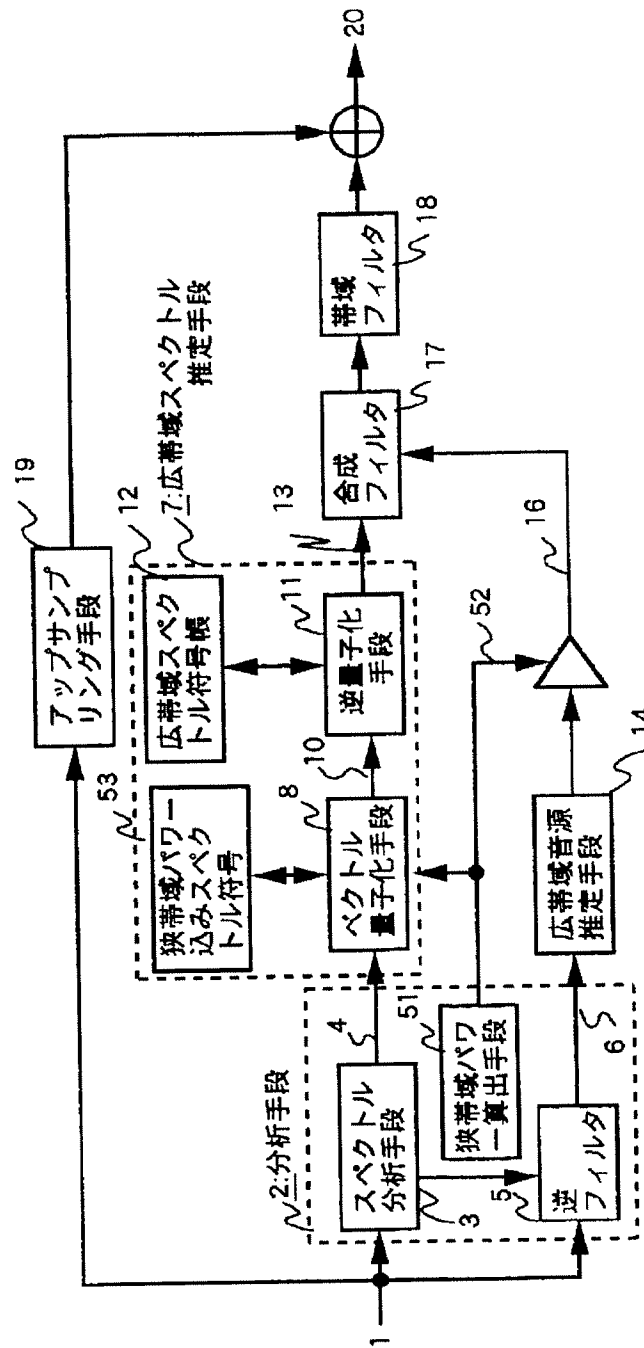 1
2:分析手段
スペクトル
分析手段
3
4
5
逆
フィルタ
6
狭帯域パワ
ー算出手段
51
53
狭帯域パワー
込みスペク
トル符号
ベクトル
量子化手段
8
10
逆量子化
手段
11
広帯域スペク
トル符号帳
12
7:広帯域スペクトル
推定手段
13
広帯域音源
推定手段
14
52
16
合成
フィルタ
17
帯域
フィルタ
18
アップサンプ
リング手段
19
20